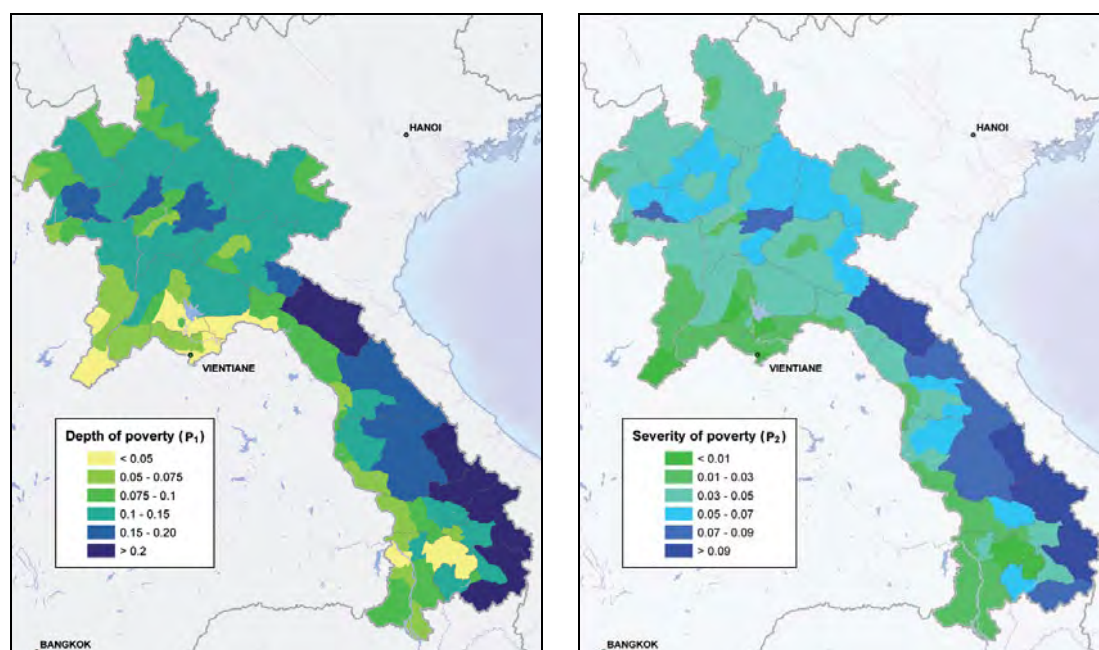 HANOI
VIENTIANE
Depth of poverty (P₁)
< 0.05
0.05 - 0.075
0.075 - 0.1
0.1 - 0.15
0.15 - 0.20
> 0.2
BANGKOK
HANOI
VIENTIANE
Severity of poverty (P₂)
< 0.01
0.01 - 0.03
0.03 - 0.05
0.05 - 0.07
0.07 - 0.09
> 0.09
BANGKOK